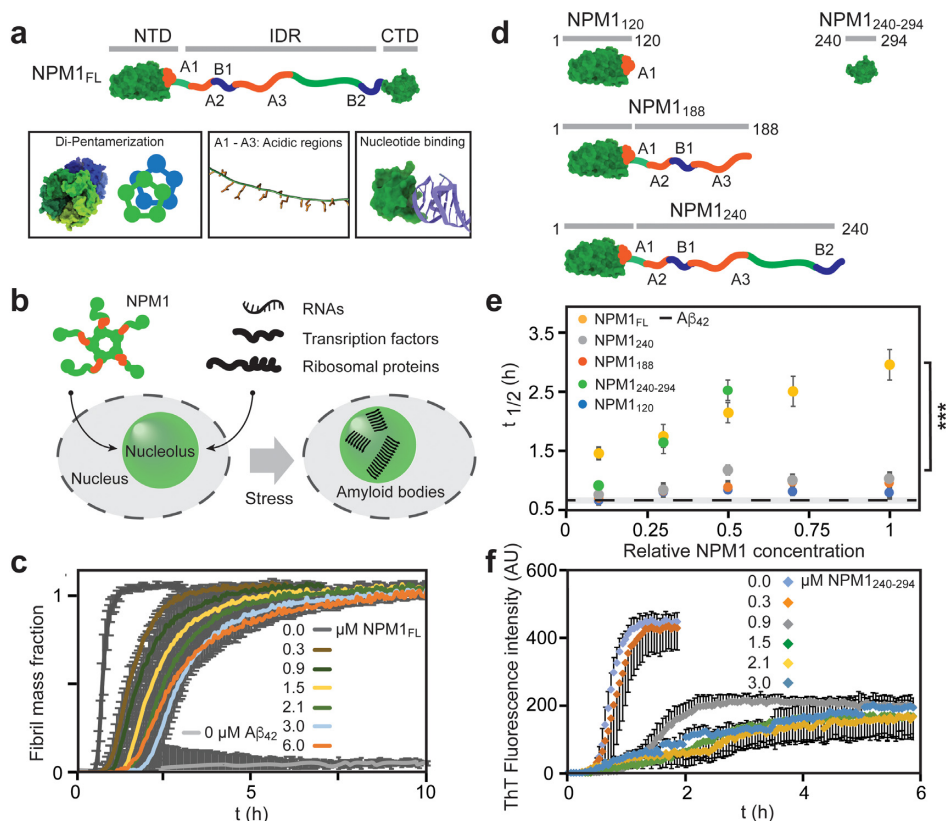 a
NTD IDR CTD
NPM1FL
A1 B1
A2 A3 B2
Di-Pentamerization
A1 - A3: Acidic regions
Nucleotide binding
b
NPM1
RNAs
Transription factors
Ribosomal proteins
Nucleolus
Nucleus
Stress
Amyloid bodies
c
Fibril mass fraction
1
0
0.0 µM NPM1FL
0.3
0.9
1.5
2.1
3.0
6.0
0 µM Aβ42
0 5 10
t (h)
d
NPM1120
1 120
A1
NPM1240-294
240 294
NPM1188
1 188
A1 B1
A2 A3
NPM1240
1 240
A1 B1 B2
A2 A3
e
t 1/2 (h)
3.5
2.5
1.5
0.5
NPM1FL
Aβ42
NPM1240
NPM1188
NPM1240-294
NPM1120
***
0 0.25 0.5 0.75 1
Relative NPM1 concentration
f
ThT Fluorescence intensity (AU)
600
400
200
0
0.0 µM NPM1240-294
0.3
0.9
1.5
2.1
3.0
0 2 4 6
t (h)